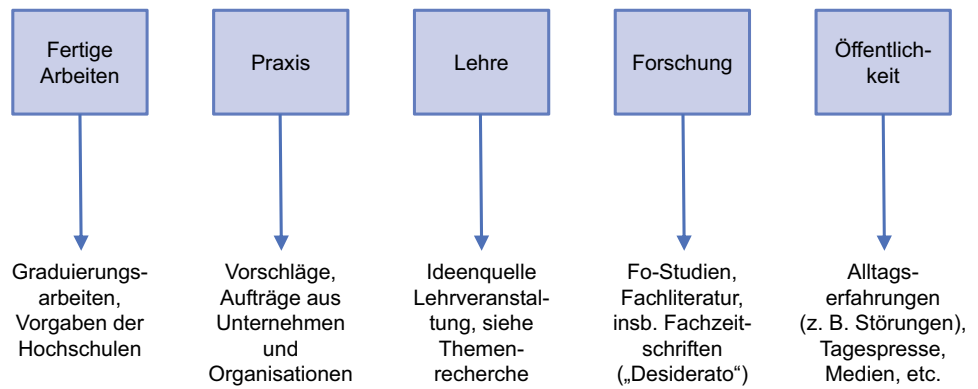 Fertige
Arbeiten
Praxis
Lehre
Forschung
Öffentlich-
keit
Graduierungs-
arbeiten,
Vorgaben der
Hochschulen
Vorschläge,
Aufträge aus
Unternehmen
und
Organisationen
Ideenquelle
Lehrveranstal-
tung, siehe
Themen-
recherche
Fo-Studien,
Fachliteratur,
insb. Fachzeit-
schriften
(„Desiderato“)
Alltags-
erfahrungen
(z. B. Störungen),
Tagespresse,
Medien, etc.